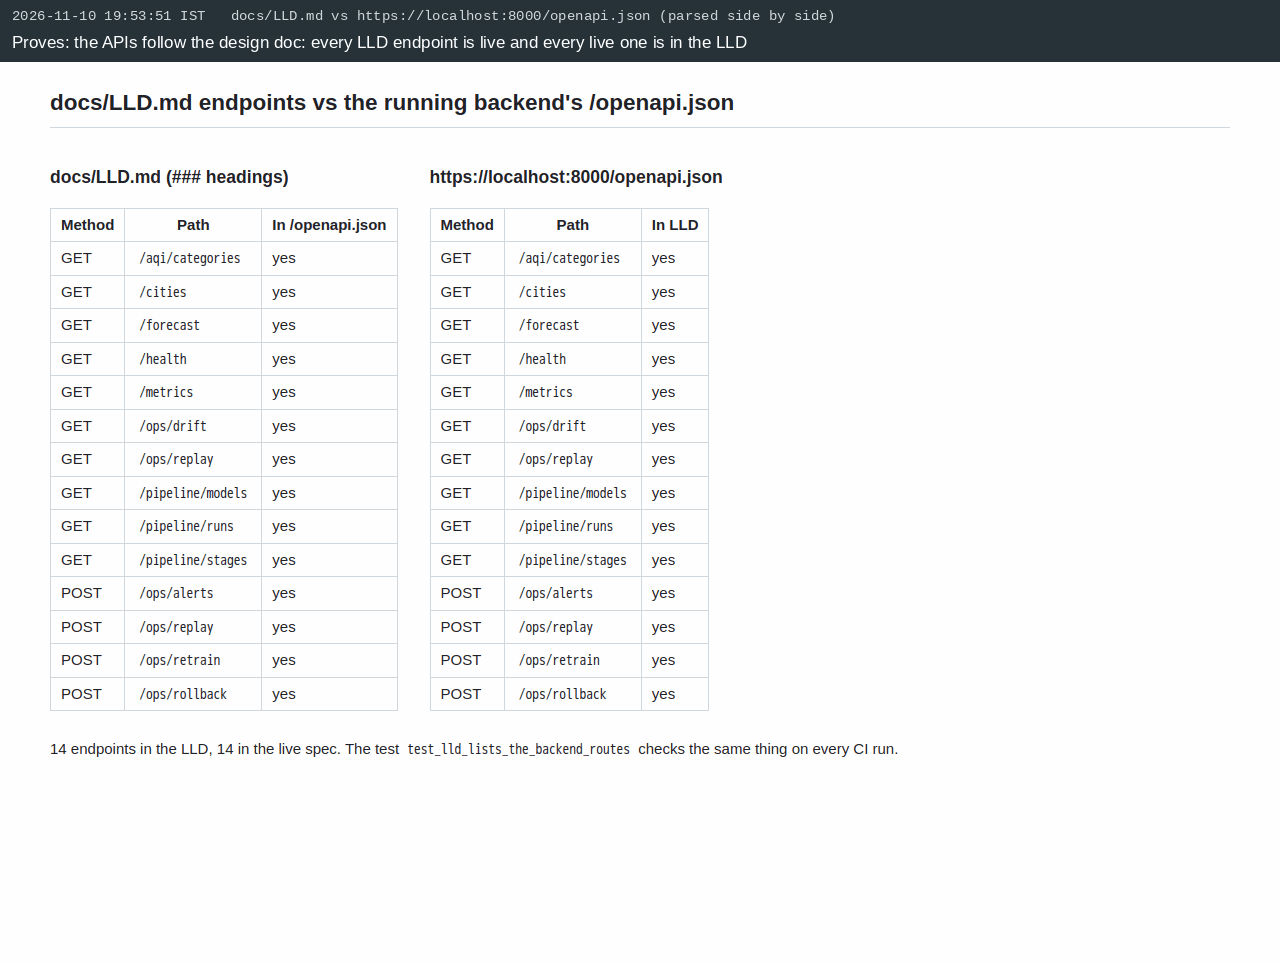 2026-11-10 19:53:51 IST docs/LLD.md vs https://localhost:8000/openapi.json (parsed side by side)
Proves: the APIs follow the design doc: every LLD endpoint is live and every live one is in the LLD
docs/LLD.md endpoints vs the running backend's /openapi.json
docs/LLD.md (### headings)
Method Path In /openapi.json
GET /aqi/categories yes
GET /cities yes
GET /forecast yes
GET /health yes
GET /metrics yes
GET /ops/drift yes
GET /ops/replay yes
GET /pipeline/models yes
GET /pipeline/runs yes
GET /pipeline/stages yes
POST /ops/alerts yes
POST /ops/replay yes
POST /ops/retrain yes
POST /ops/rollback yes
https://localhost:8000/openapi.json
Method Path In LLD
GET /aqi/categories yes
GET /cities yes
GET /forecast yes
GET /health yes
GET /metrics yes
GET /ops/drift yes
GET /ops/replay yes
GET /pipeline/models yes
GET /pipeline/runs yes
GET /pipeline/stages yes
POST /ops/alerts yes
POST /ops/replay yes
POST /ops/retrain yes
POST /ops/rollback yes
14 endpoints in the LLD, 14 in the live spec. The test test_lld_lists_the_backend_routes checks the same thing on every CI run.